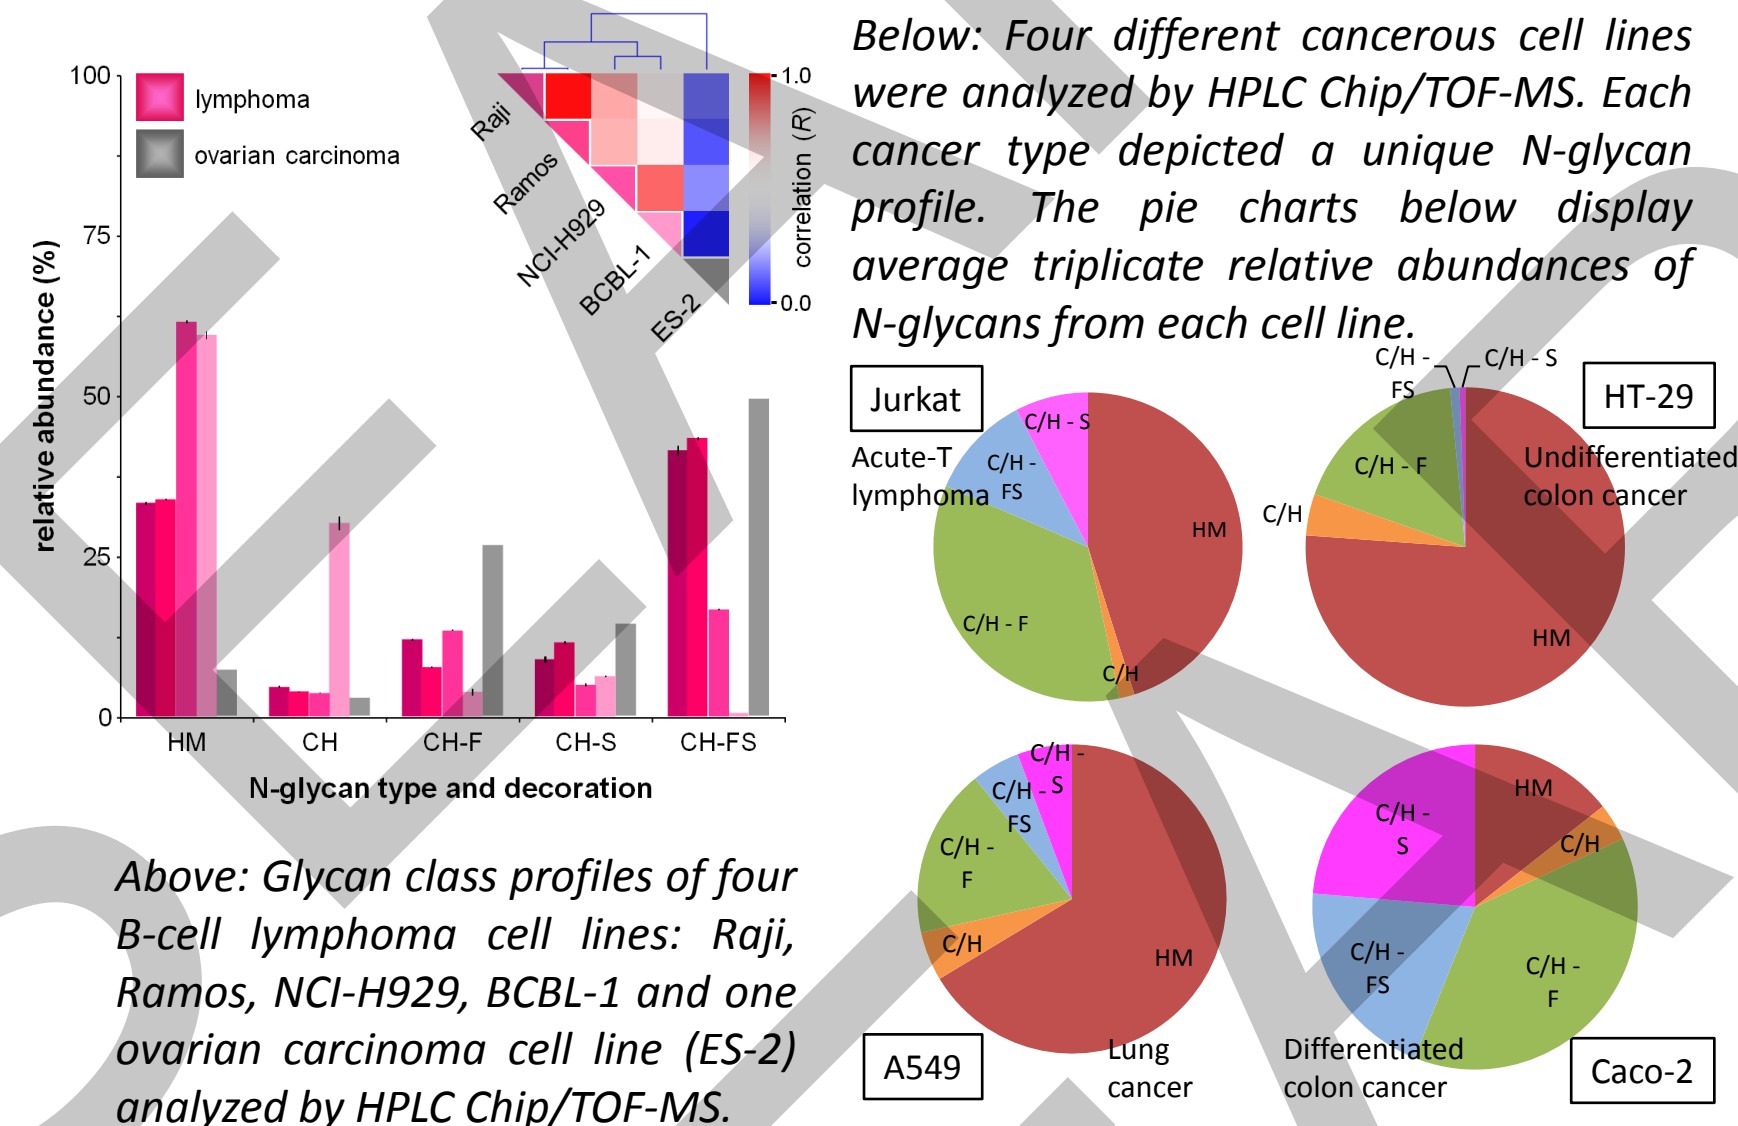 100
75
50
25
0
relative abundance (%)
lymphoma
ovarian carcinoma
HM
CH
CH-F
CH-S
CH-FS
N-glycan type and decoration
Raji
Ramos
NCI-H929
BCBL-1
ES-2
1.0
0.0
correlation (R)
Above: Glycan class profiles of four
B-cell lymphoma cell lines: Raji,
Ramos, NCI-H929, BCBL-1 and one
ovarian carcinoma cell line (ES-2)
analyzed by HPLC Chip/TOF-MS.
Below: Four different cancerous cell lines
were analyzed by HPLC Chip/TOF-MS. Each
cancer type depicted a unique N-glycan
profile. The pie charts below display
average triplicate relative abundances of
N-glycans from each cell line.
Jurkat
Acute-T
lymphoma
C/H - S
C/H -
FS
C/H - F
C/H
HM
HT-29
Undifferentiated
colon cancer
C/H -
FS
C/H - S
C/H - F
C/H
HM
A549
Lung
cancer
C/H -
S
C/H -
FS
C/H -
F
C/H
HM
Caco-2
Differentiated
colon cancer
HM
C/H
C/H -
S
C/H -
FS
C/H -
F